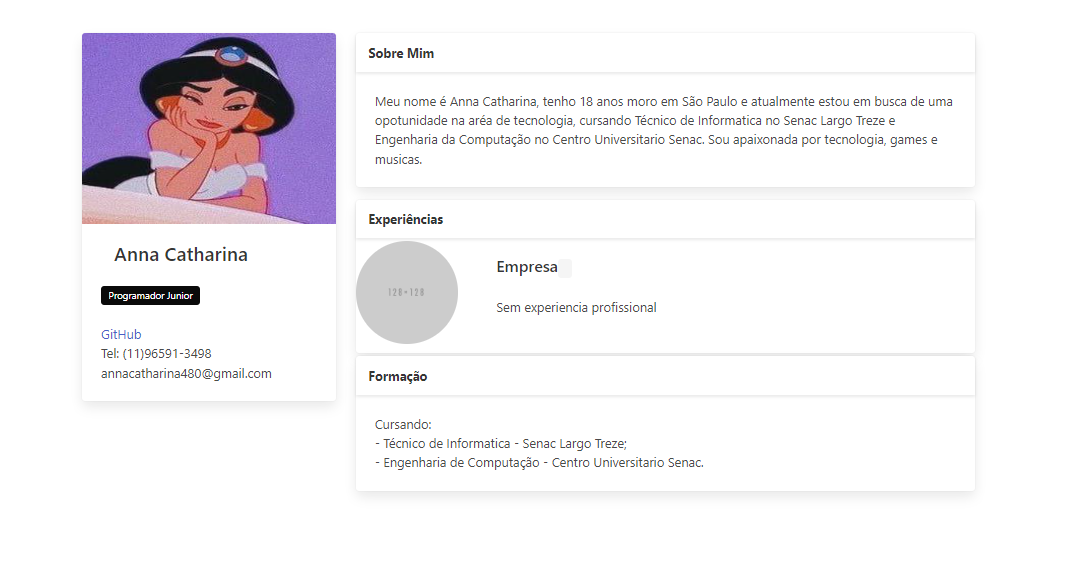 Anna Catharina
Programador Junior
GitHub
Tel: (11)96591-3498
annacatharina480@gmail.com
Sobre Mim
Meu nome é Anna Catharina, tenho 18 anos moro em São Paulo e atualmente estou em busca de uma
opotunidade na aréa de tecnologia, cursando Técnico de Informatica no Senac Largo Treze e
Engenharia da Computação no Centro Universitario Senac. Sou apaixonada por tecnologia, games e
musicas.
Experiências
128×128
Empresa
Sem experiencia profissional
Formação
Cursando:
- Técnico de Informatica - Senac Largo Treze;
- Engenharia de Computação - Centro Universitario Senac.